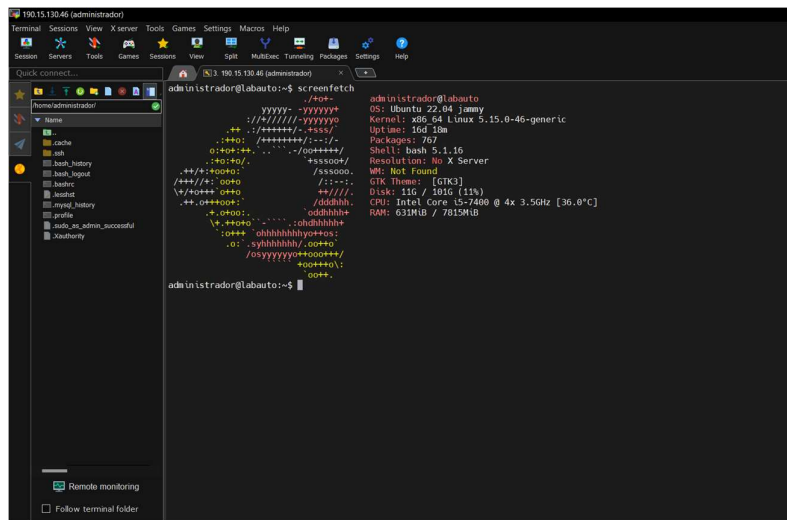 190.15.130.46 (administrador)
Terminal Sessions View X server Tools Games Settings Macros Help
Session Servers Tools Games Sessions View Split MultiExec Tunneling Packages Settings Help
Quick connect...
3. 190.15.130.46 (administrador)
/home/administrador/
Name
..
.cache
.ssh
.bash_history
.bash_logout
.bashrc
.lesshst
.mysql_history
.profile
.sudo_as_admin_successful
.Xauthority
Remote monitoring
Follow terminal folder
administrador@labauto:~$ screenfetch
administrador@labauto
OS: Ubuntu 22.04 jammy
Kernel: x86_64 Linux 5.15.0-46-generic
Uptime: 16d 18m
Packages: 767
Shell: bash 5.1.16
Resolution: No X Server
WM: Not Found
GTK Theme: [GTK3]
Disk: 11G / 101G (11%)
CPU: Intel Core i5-7400 @ 4x 3.5GHz [36.0°C]
RAM: 631MiB / 7815MiB
administrador@labauto:~$